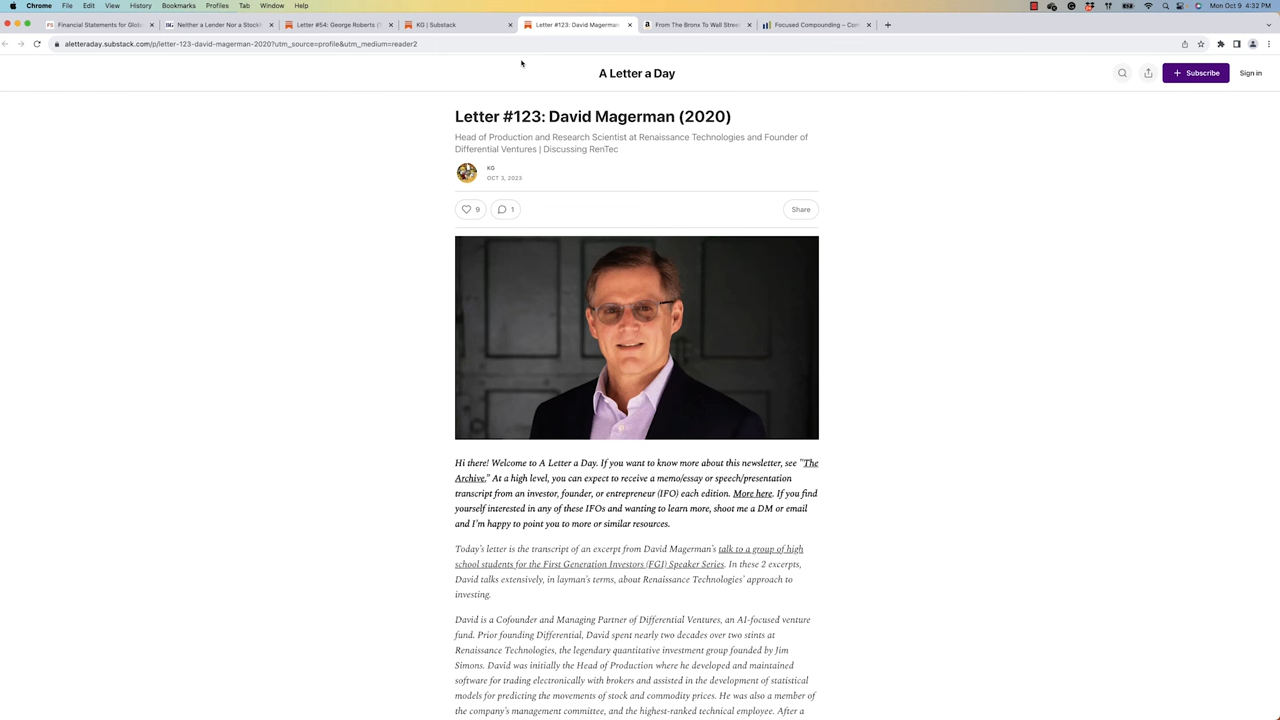 Chrome File Edit View History Bookmarks Profiles Tab Window Help Mon Oct 9 4:32 PM
Financial Statements for Glob Neither a Lender Nor a Stock Letter #54: George Roberts ( KG | Substack Letter #123: David Magerman From The Bronx To Wall Stree Focused Compounding – Com
aletteraday.substack.com/p/letter-123-david-magerman-2020?utm_source=profile&utm_medium=reader2
A Letter a Day
Subscribe
Sign in
Letter #123: David Magerman (2020)
Head of Production and Research Scientist at Renaissance Technologies and Founder of
Differential Ventures | Discussing RenTec
KG
OCT 3, 2023
9 1 Share
Hi there! Welcome to A Letter a Day. If you want to know more about this newsletter, see "The
Archive." At a high level, you can expect to receive a memo/essay or speech/presentation
transcript from an investor, founder, or entrepreneur (IFO) each edition. More here. If you find
yourself interested in any of these IFOs and wanting to learn more, shoot me a DM or email
and I'm happy to point you to more or similar resources.
Today's letter is the transcript of an excerpt from David Magerman's talk to a group of high
school students for the First Generation Investors (FGI) Speaker Series. In these 2 excerpts,
David talks extensively, in layman's terms, about Renaissance Technologies' approach to
investing.
David is a Cofounder and Managing Partner of Differential Ventures, an AI-focused venture
fund. Prior founding Differential, David spent nearly two decades over two stints at
Renaissance Technologies, the legendary quantitative investment group founded by Jim
Simons. David was initially the Head of Production where he developed and maintained
software for trading electronically with brokers and assisted in the development of statistical
models for predicting the movements of stock and commodity prices. He was also a member of
the company's management committee, and the highest-ranked technical employee. After a